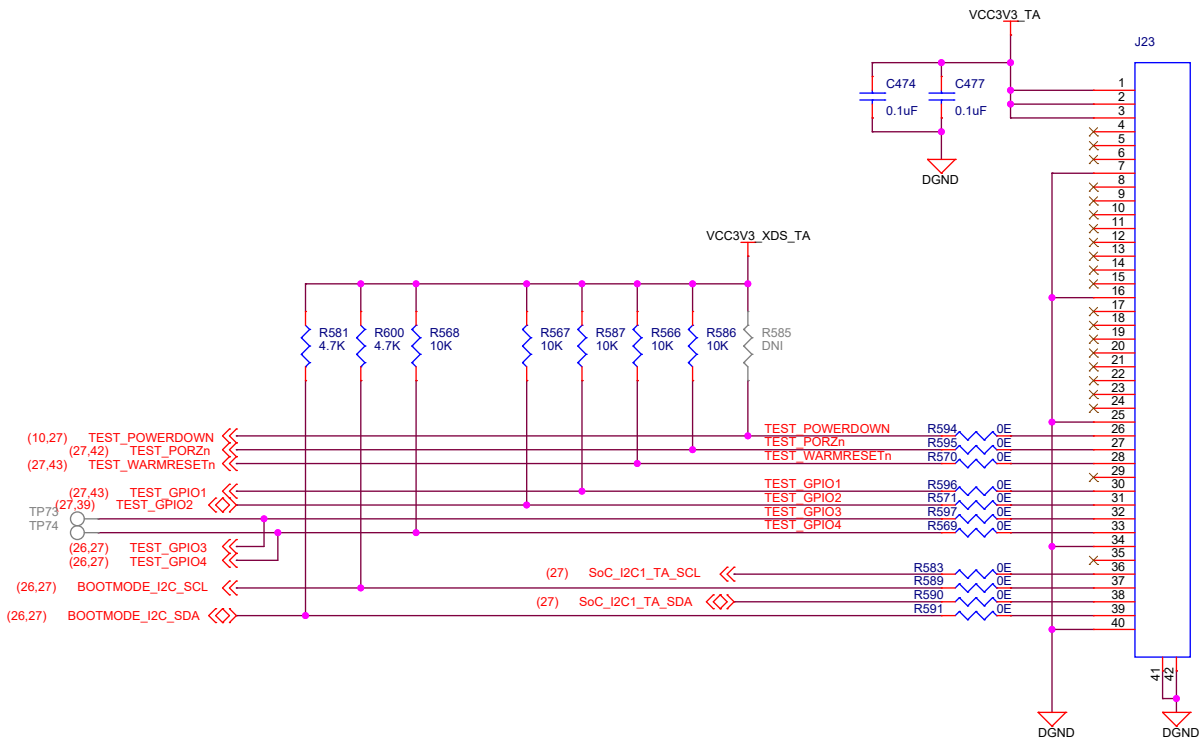 VCC3V3_TA
J23
C474 C477
0.1uF 0.1uF
DGND
1
2
3
4
5
6
7
8
9
10
11
12
13
14
15
16
17
18
19
20
21
22
23
24
25
26
27
28
29
30
31
32
33
34
35
36
37
38
39
40
41
42
VCC3V3_XDS_TA
R581 R600 R568 R567 R587 R566 R586 R585
4.7K 4.7K 10K 10K 10K 10K 10K DNI
(10,27) TEST_POWERDOWN TEST_POWERDOWN R594 0E
(27,42) TEST_PORZn TEST_PORZn R595 0E
(27,43) TEST_WARMRESETn TEST_WARMRESETn R570 0E
(27,43) TEST_GPIO1 TEST_GPIO1 R596 0E
(27,39) TEST_GPIO2 TEST_GPIO2 R571 0E
TP73 TEST_GPIO3 R597 0E
TP74 TEST_GPIO4 R569 0E
(26,27) TEST_GPIO3
(26,27) TEST_GPIO4
(27) SoC_I2C1_TA_SCL R583 0E
(26,27) BOOTMODE_I2C_SCL R589 0E
(27) SoC_I2C1_TA_SDA R590 0E
(26,27) BOOTMODE_I2C_SDA R591 0E
DGND DGND